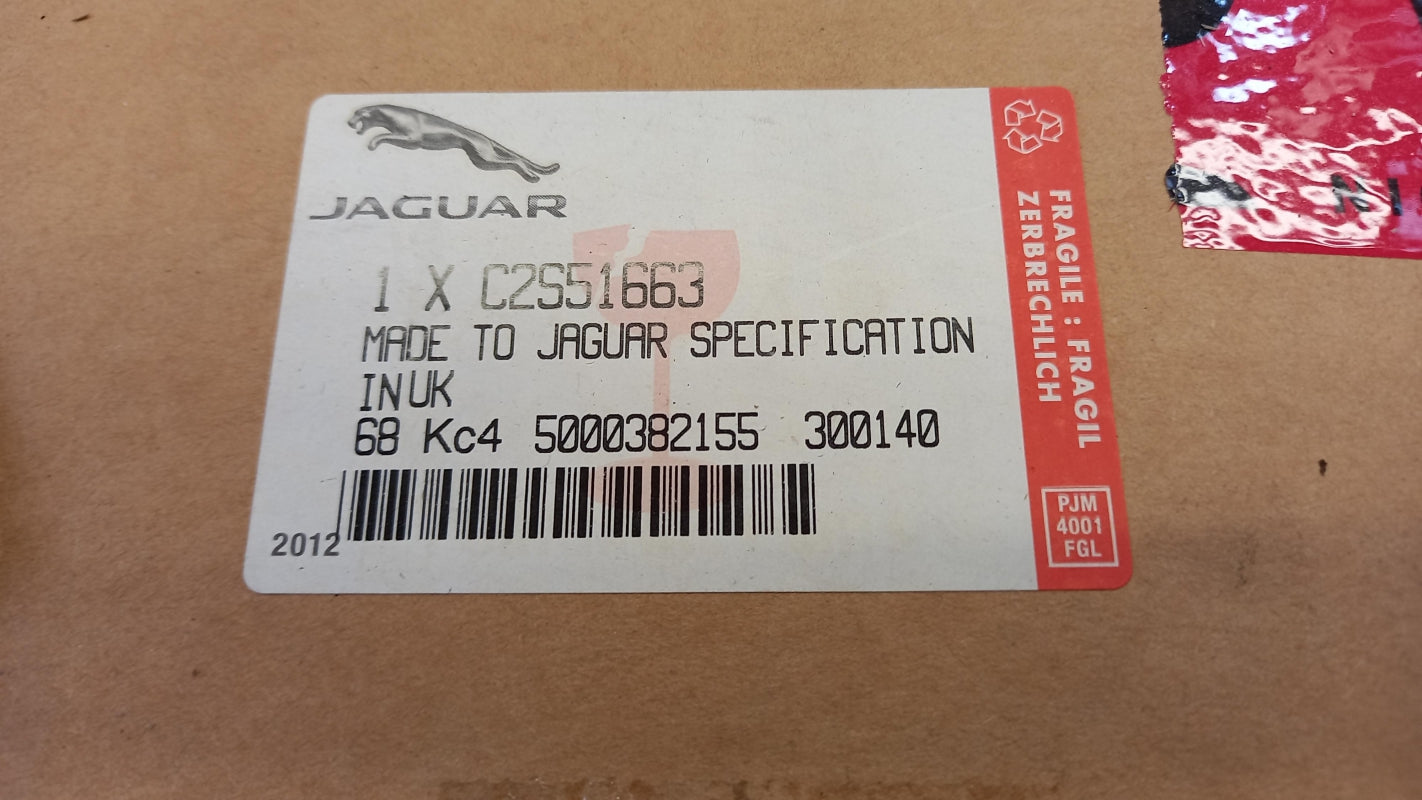 JAGUAR
1 X C2S51663
MADE TO JAGUAR SPECIFICATION
IN UK
68 Kc4 5000382155 300140
2012
FRAGILE : FRAGIL
ZERBRECHLICH
PJM
4001
FGL